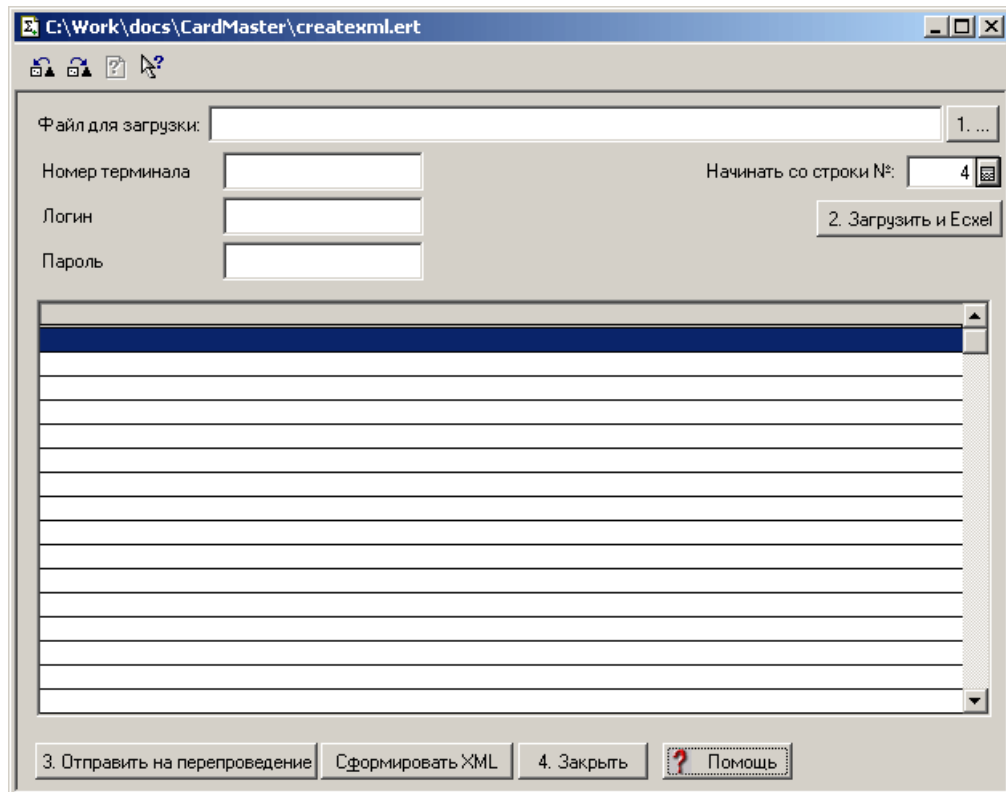 C:\Work\docs\CardMaster\createxml.ert
Файл для загрузки: 1. ...
Номер терминала Начинать со строки №: 4
Логин 2. Загрузить и Ecxel
Пароль
3. Отправить на перепроведение Сформировать XML 4. Закрыть ? Помощь